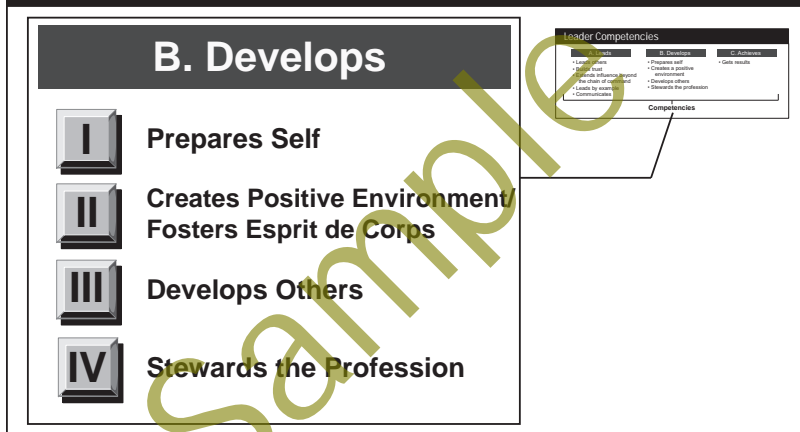 B. Develops
I
Prepares Self
II
Creates Positive Environment/
Fosters Esprit de Corps
III
Develops Others
IV
Stewards the Profession
Leader Competencies
A. Leads
• Leads others
• Builds trust
• Extends influence beyond
the chain of command
• Leads by example
• Communicates
B. Develops
• Prepares self
• Creates a positive
environment
• Develops others
• Stewards the profession
C. Achieves
• Gets results
Competencies
Sample